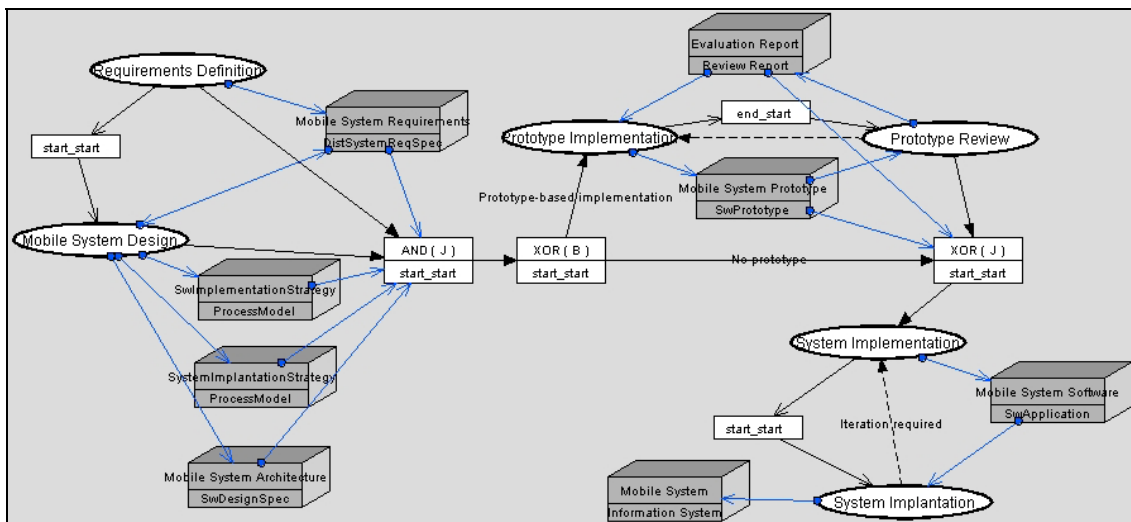 Evaluation Report
Review Report
Requirements Definition
Mobile System Requirements
DistSystemReqSpec
end_start
Prototype Implementation
Prototype Review
start_start
Mobile System Prototype
SwPrototype
Prototype-based implementation
Mobile System Design
AND ( J )
start_start
XOR ( B )
start_start
No prototype
XOR ( J )
start_start
SwImplementationStrategy
ProcessModel
System Implementation
SystemImplantationStrategy
ProcessModel
Mobile System Software
SwApplication
start_start
Iteration required
Mobile System Architecture
SwDesignSpec
Mobile System
Information System
System Implantation